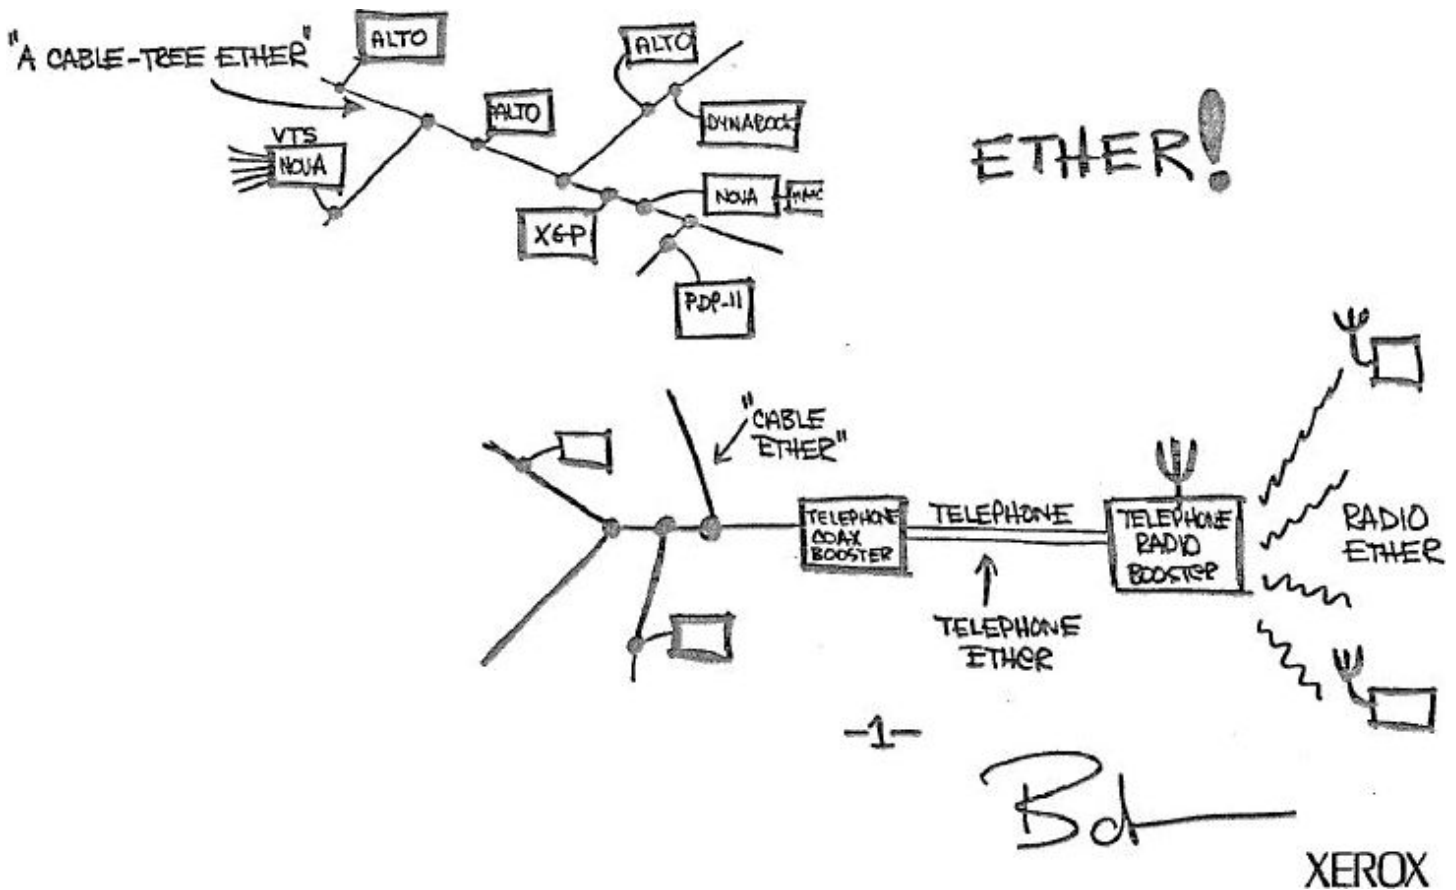 "A CABLE-TREE ETHER"
ALTO
ALTO
ALTO
DYNABOOK
VTS
NOVA
NOVA
XGP
PDP-11
ETHER!
"CABLE
ETHER"
TELEPHONE
COAX
BOOSTER
TELEPHONE
TELEPHONE
ETHER
TELEPHONE
RADIO
BOOSTER
RADIO
ETHER
-1-
XEROX